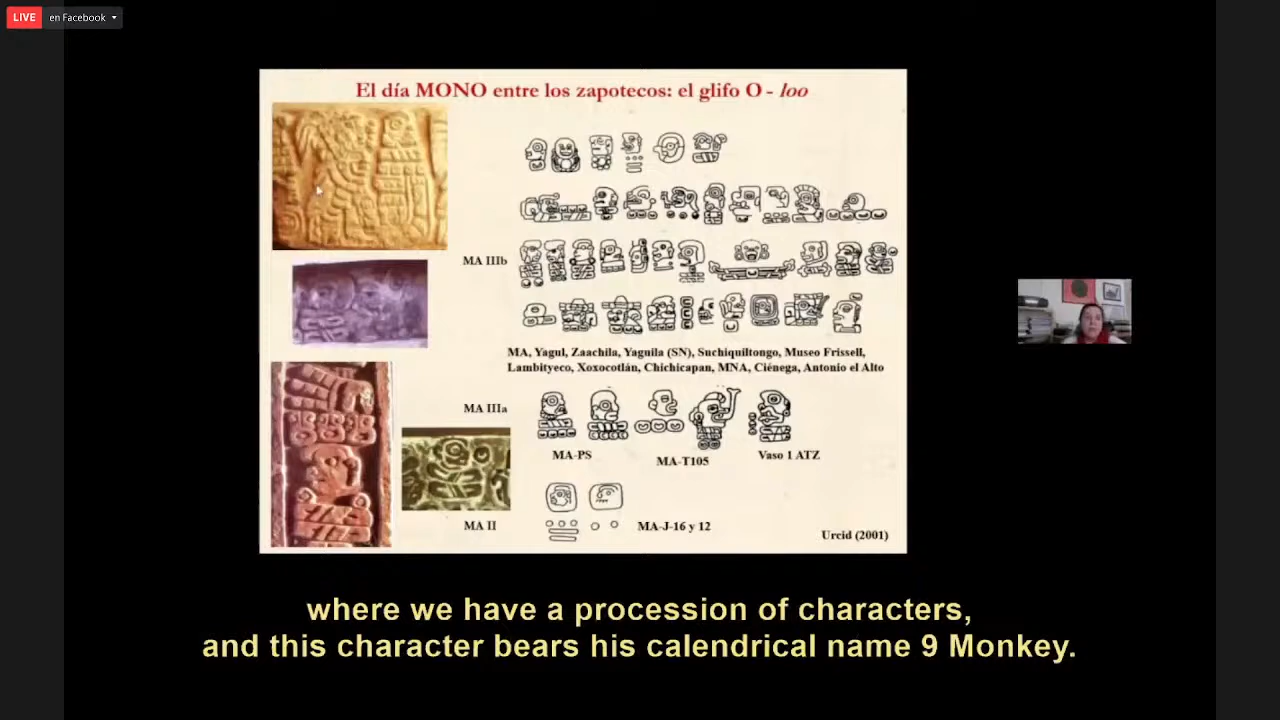 LIVE en Facebook
El día MONO entre los zapotecos: el glifo O - loo
MA IIIb
MA, Yagul, Zaachila, Yaguila (SN), Suchiquiltongo, Museo Frissell,
Lambityeco, Xoxocotlán, Chichicapan, MNA, Ciénega, Antonio el Alto
MA IIIa
MA-PS
MA-T105
Vaso 1 ATZ
MA II
MA-J-16 y 12
Urcid (2001)
where we have a procession of characters,
and this character bears his calendrical name 9 Monkey.